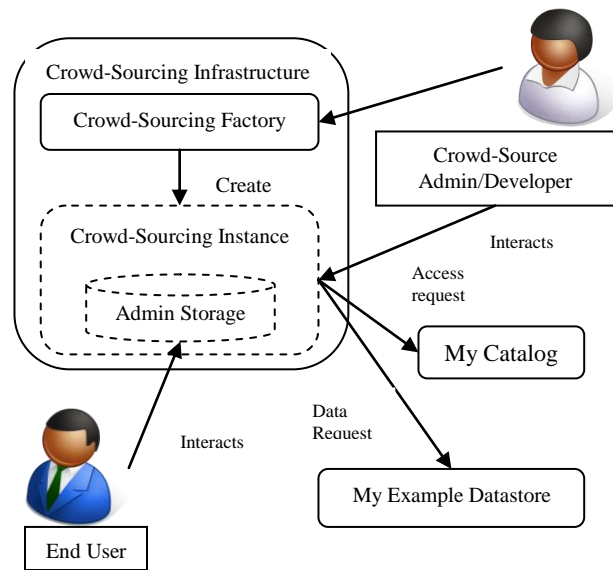 Crowd-Sourcing Infrastructure
Crowd-Sourcing Factory
Create
Crowd-Sourcing Instance
Admin Storage
Crowd-Source
Admin/Developer
Interacts
Access
request
My Catalog
Data
Request
Interacts
My Example Datastore
End User